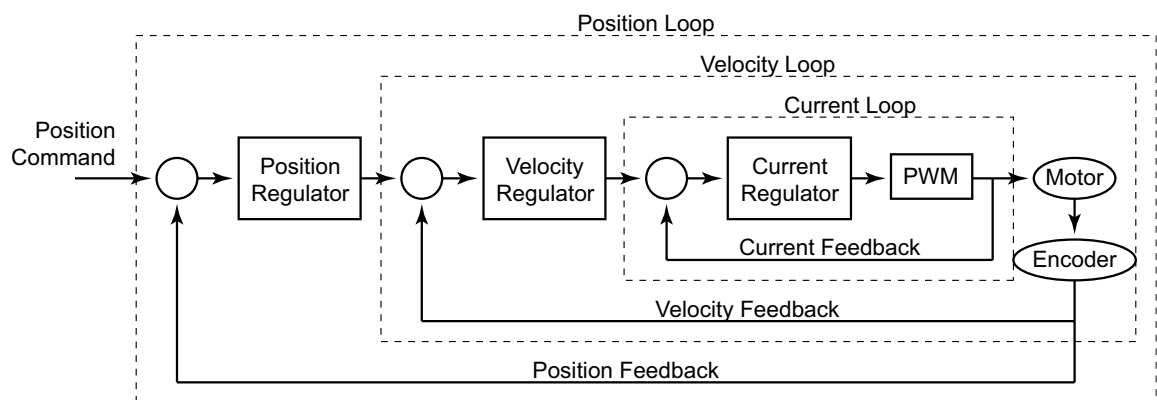 Position Loop
Velocity Loop
Current Loop
Position
Command
Position
Regulator
Velocity
Regulator
Current
Regulator
PWM
Motor
Current Feedback
Encoder
Velocity Feedback
Position Feedback